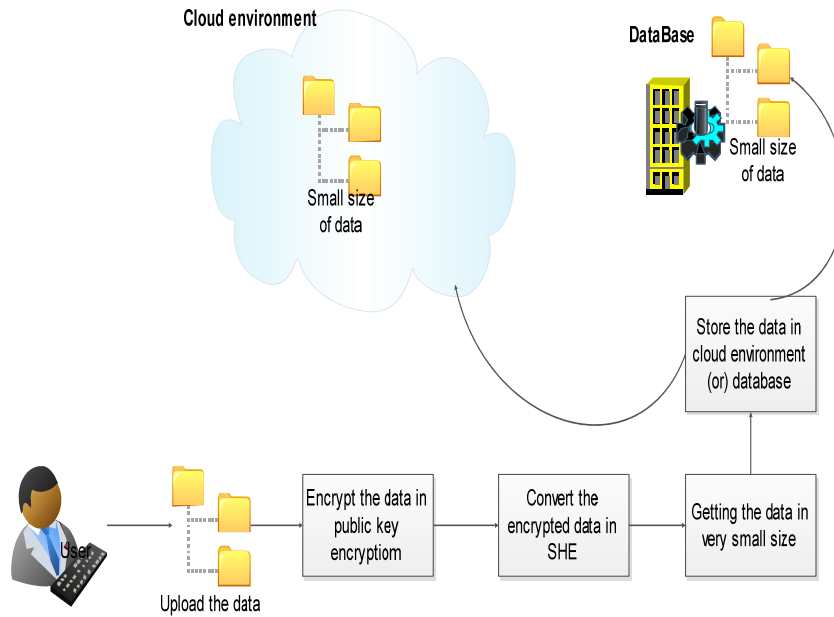 Cloud environment
DataBase
Small size
of data
Small size
of data
Store the data in
cloud environment
(or) database
User
Upload the data
Encrypt the data in
public key
encryptiom
Convert the
encrypted data in
SHE
Getting the data in
very small size